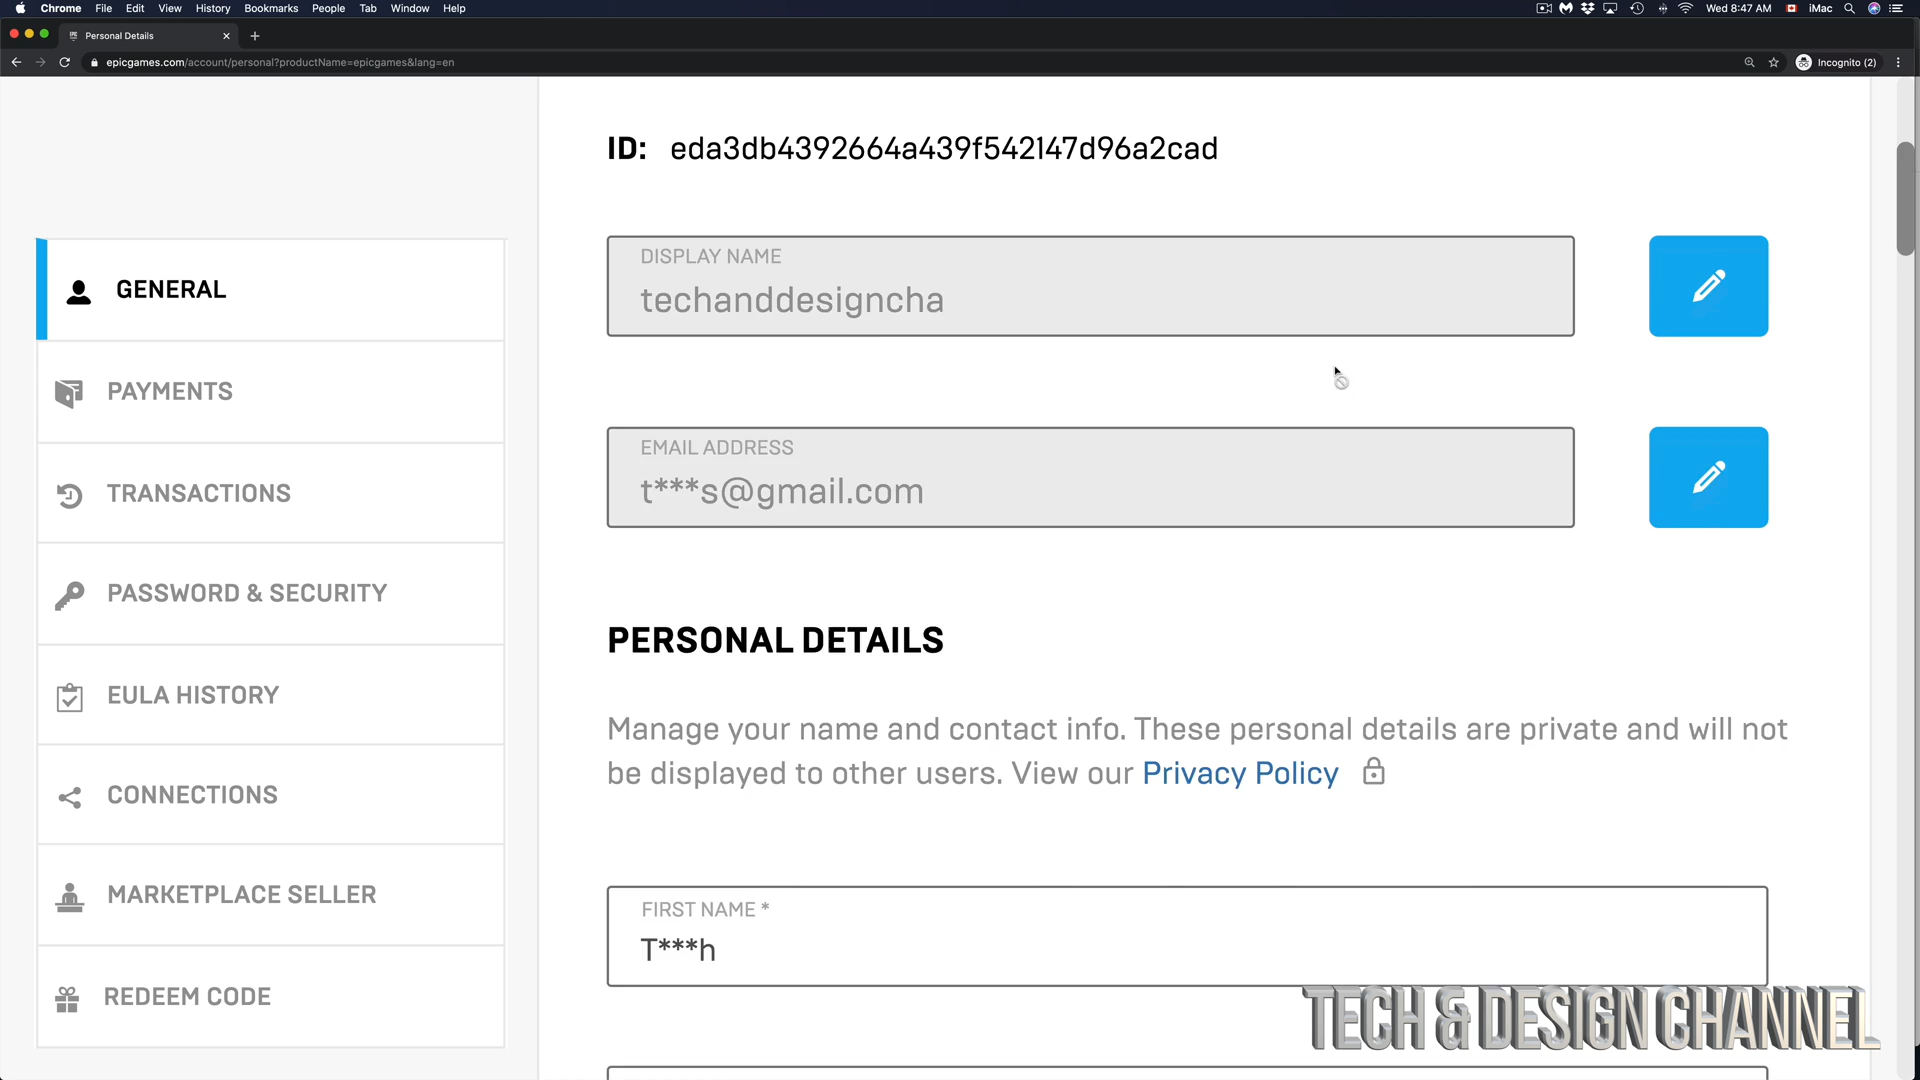 Chrome File Edit View History Bookmarks People Tab Window Help
Wed 8:47 AM iMac
Personal Details
epicgames.com/account/personal?productName=epicgames&lang=en
Incognito (2)
ID: eda3db4392664a439f542147d96a2cad
DISPLAY NAME
techanddesigncha
EMAIL ADDRESS
t***s@gmail.com
GENERAL
PAYMENTS
TRANSACTIONS
PASSWORD & SECURITY
EULA HISTORY
CONNECTIONS
MARKETPLACE SELLER
REDEEM CODE
PERSONAL DETAILS
Manage your name and contact info. These personal details are private and will not
be displayed to other users. View our Privacy Policy
FIRST NAME *
T***h
TECH & DESIGN CHANNEL